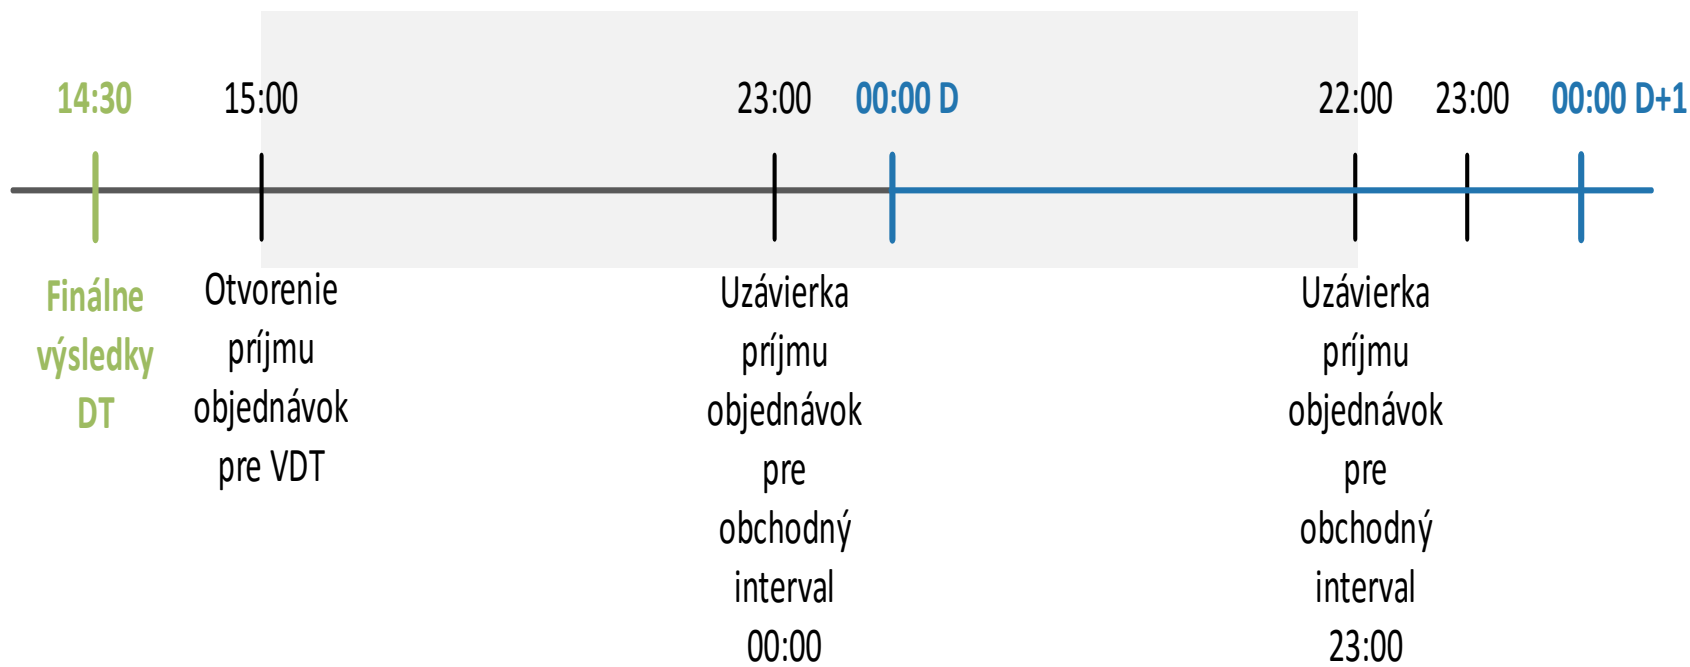 14:30
15:00
23:00
00:00 D
22:00
23:00
00:00 D+1
Finálne
výsledky
DT
Otvorenie
príjmu
objednávok
pre VDT
Uzávierka
príjmu
objednávok
pre
obchodný
interval
00:00
Uzávierka
príjmu
objednávok
pre
obchodný
interval
23:00